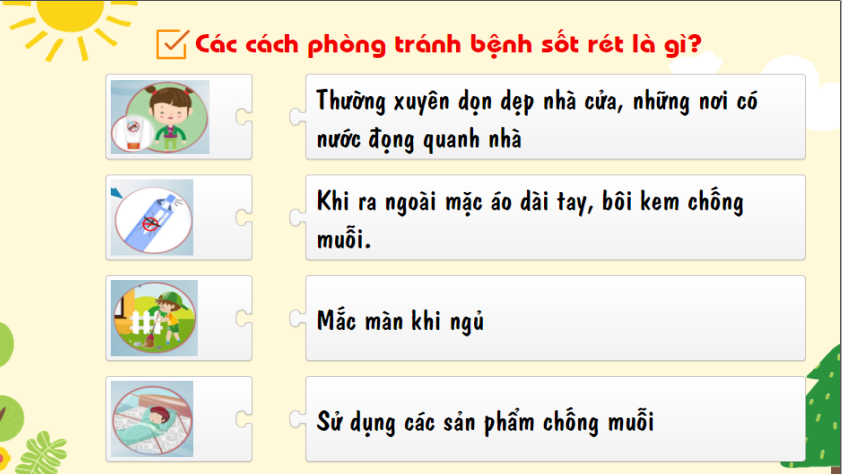 Các cách phòng tránh bệnh sốt rét là gì?
Thường xuyên dọn dẹp nhà cửa, những nơi có
nước đọng quanh nhà
Khi ra ngoài mặc áo dài tay, bôi kem chống
muỗi.
Mắc màn khi ngủ
Sử dụng các sản phẩm chống muỗi